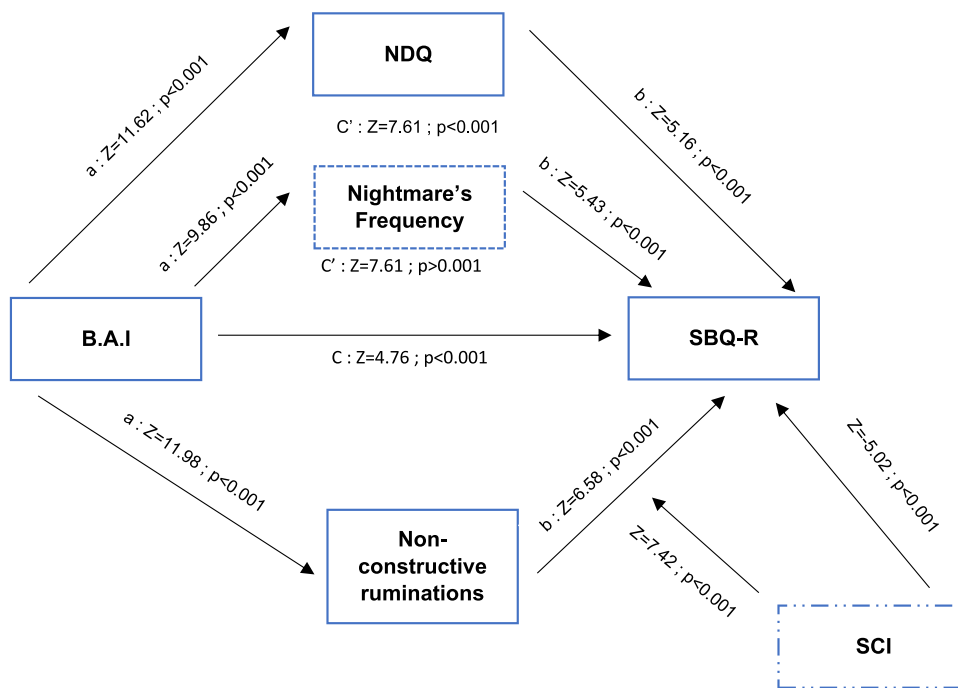 NDQ
a : Z=11.62 ; p<0.001
b : Z=5.16 ; p<0.001
C’ : Z=7.61 ; p<0.001
Nightmare’s
Frequency
a : Z=9.86 ; p<0.001
b : Z=5.43 ; p<0.001
C’ : Z=7.61 ; p>0.001
B.A.I
SBQ-R
C : Z=4.76 ; p<0.001
a : Z=11.98 ; p<0.001
b : Z=6.58 ; p<0.001
Z=-5.02 ; p<0.001
Non-
constructive
ruminations
Z=7.42 ; p<0.001
SCI